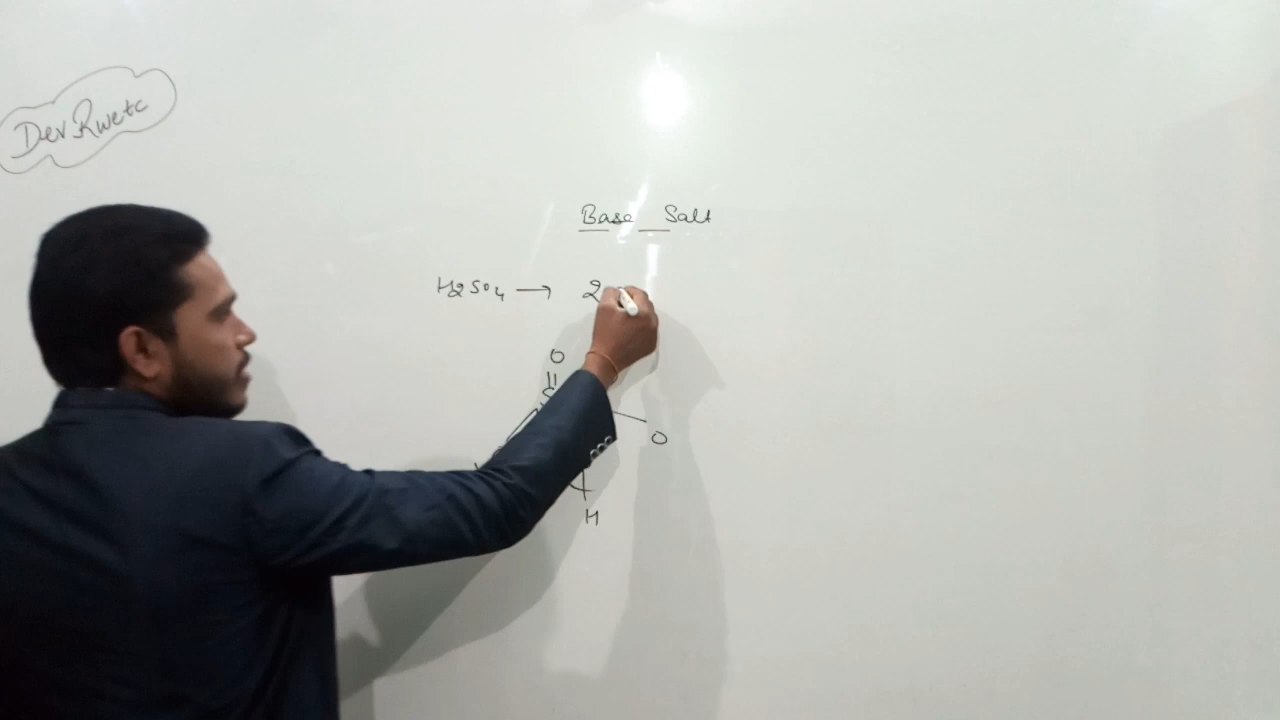 Dev Rwetc
Base Salt
H2SO4 → 2
O
S
O
H